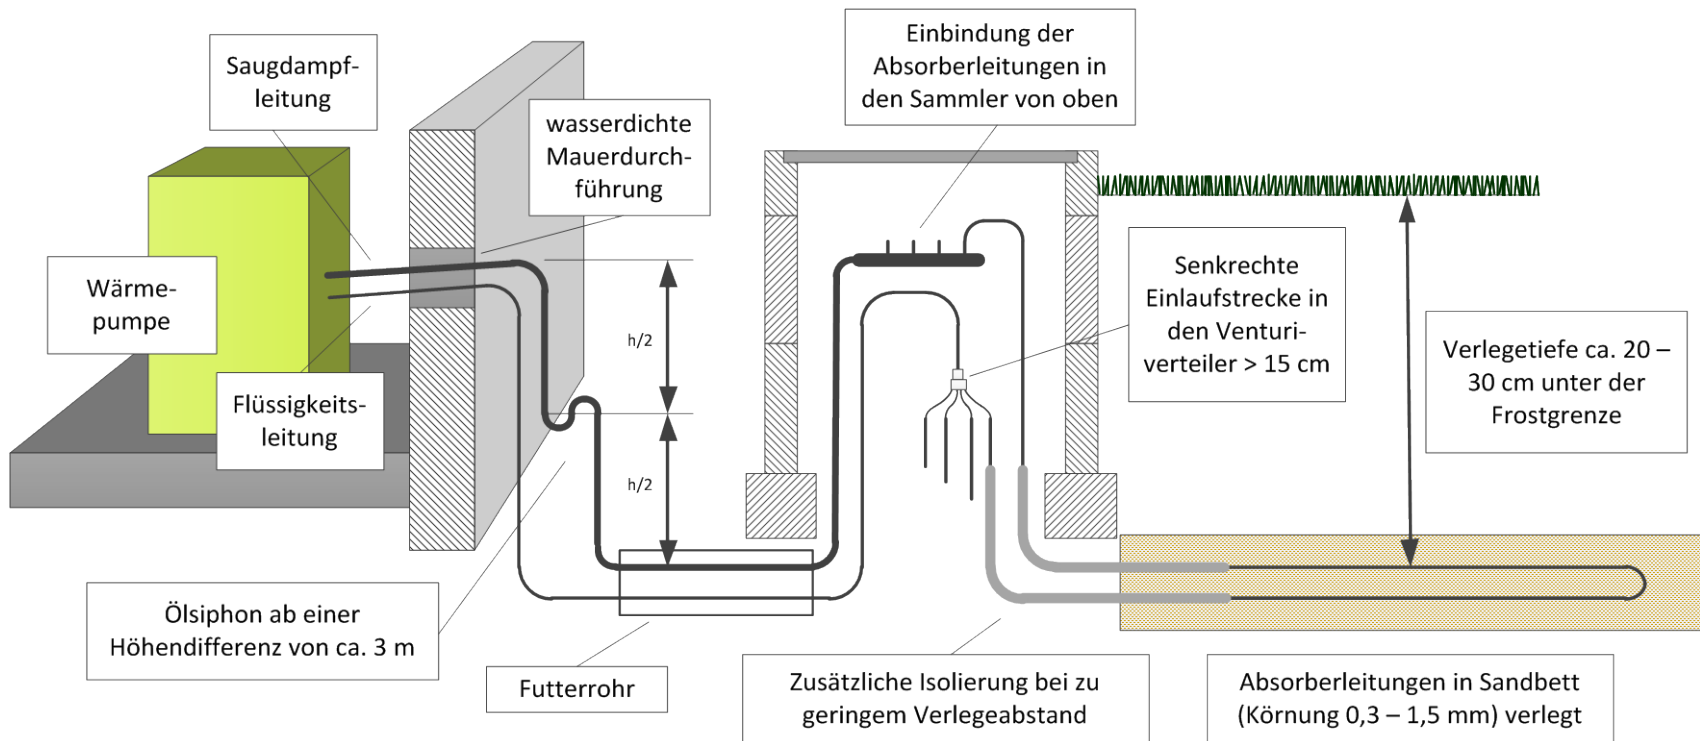 Saugdampf-
leitung
wasserdichte
Mauerdurch-
führung
Einbindung der
Absorberleitungen in
den Sammler von oben
Wärme-
pumpe
Flüssigkeits-
leitung
h/2
h/2
Senkrechte
Einlaufstrecke in
den Venturi-
verteiler > 15 cm
Verlegetiefe ca. 20 –
30 cm unter der
Frostgrenze
Ölsiphon ab einer
Höhendifferenz von ca. 3 m
Futterrohr
Zusätzliche Isolierung bei zu
geringem Verlegeabstand
Absorberleitungen in Sandbett
(Körnung 0,3 – 1,5 mm) verlegt